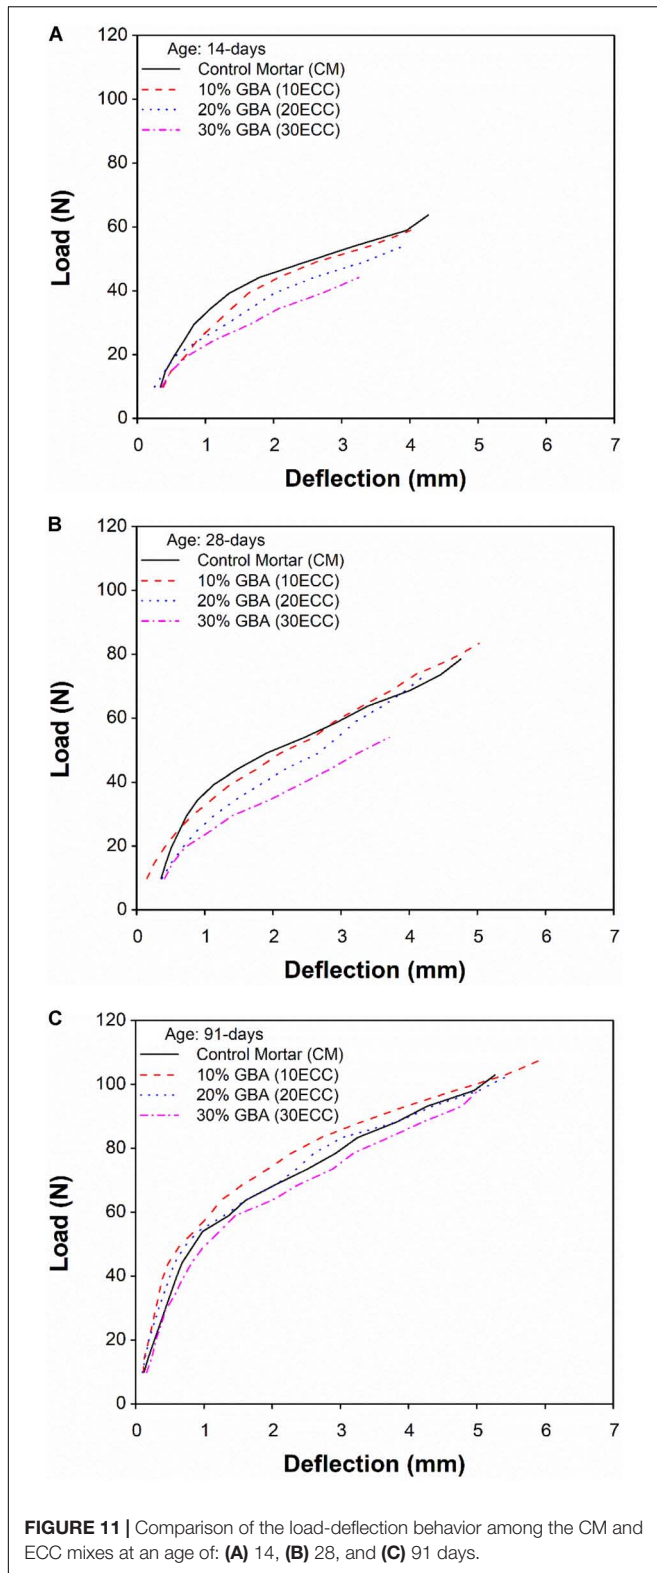 A
Age: 14-days
Control Mortar (CM)
10% GBA (10ECC)
20% GBA (20ECC)
30% GBA (30ECC)
120
100
80
60
40
20
0
Load (N)
0 1 2 3 4 5 6 7
Deflection (mm)
B
Age: 28-days
Control Mortar (CM)
10% GBA (10ECC)
20% GBA (20ECC)
30% GBA (30ECC)
120
100
80
60
40
20
0
Load (N)
0 1 2 3 4 5 6 7
Deflection (mm)
C
Age: 91-days
Control Mortar (CM)
10% GBA (10ECC)
20% GBA (20ECC)
30% GBA (30ECC)
120
100
80
60
40
20
0
Load (N)
0 1 2 3 4 5 6 7
Deflection (mm)
FIGURE 11 | Comparison of the load-deflection behavior among the CM and
ECC mixes at an age of: (A) 14, (B) 28, and (C) 91 days.